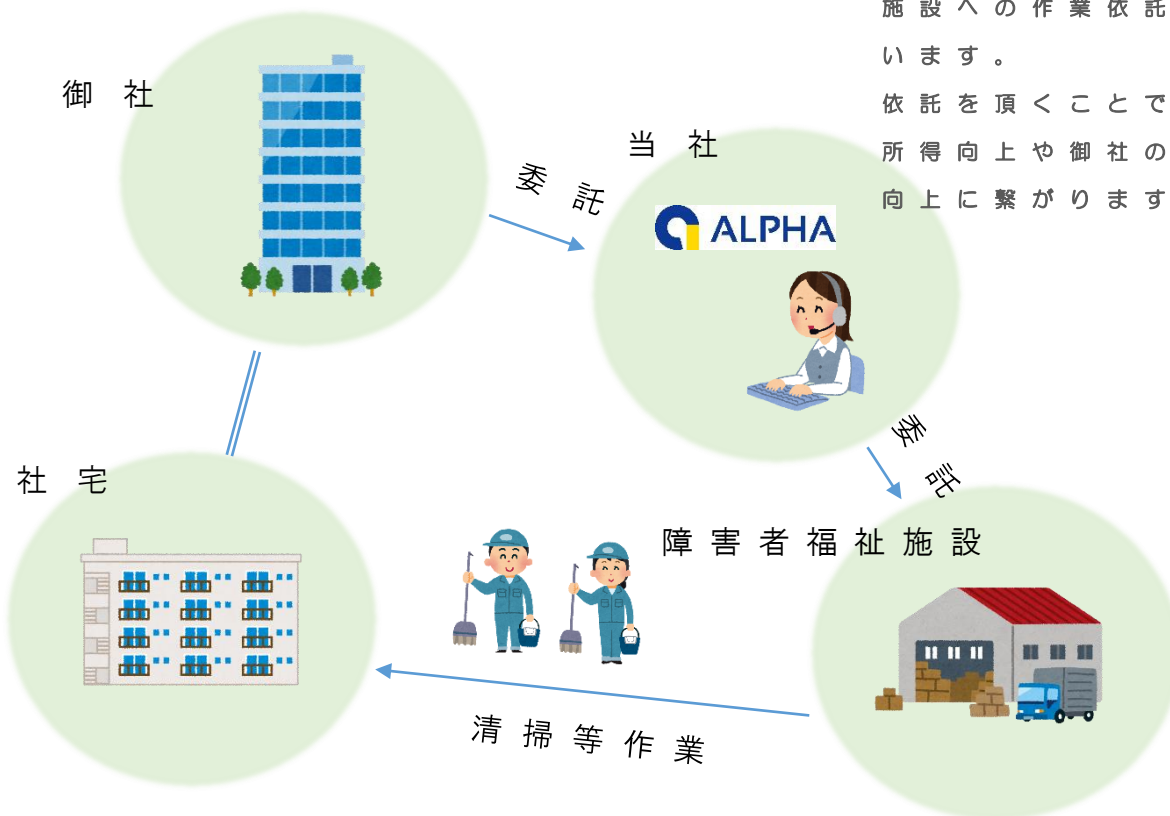 施設への作業依託
います。
依託を頂くことで
所得向上や御社の
向上に繋がります
御社
当社
委託
ALPHA
委託
社宅
障害者福祉施設
清掃等作業